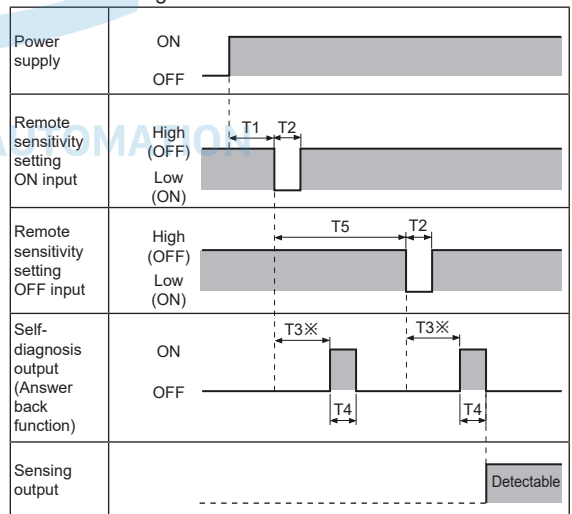 Power
supply
ON
OFF
Remote
sensitivity
setting
ON input
High
(OFF)
Low
(ON)
T1
T2
AUTOMATION
Remote
sensitivity
setting
OFF input
High
(OFF)
Low
(ON)
T5
T2
Self-
diagnosis
output
(Answer
back
function)
ON
OFF
T3※
T3※
T4
T4
Sensing
output
Detectable